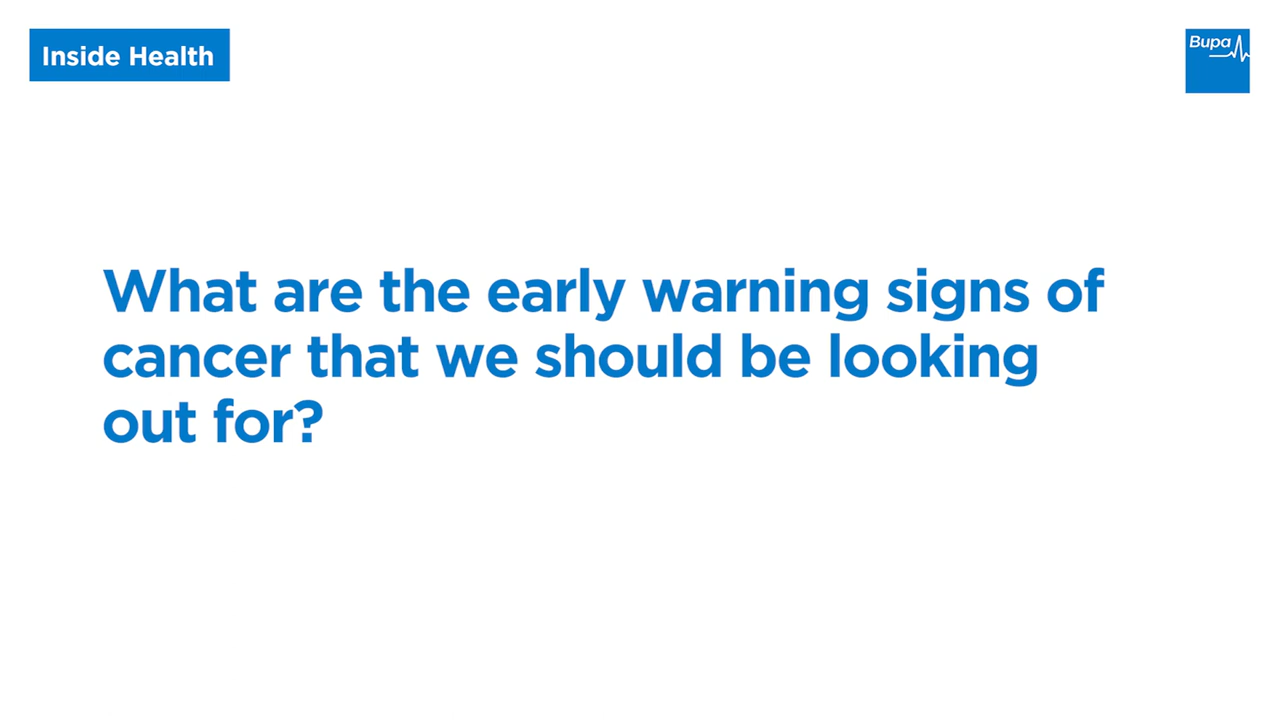 Inside Health
Bupa
What are the early warning signs of
cancer that we should be looking
out for?